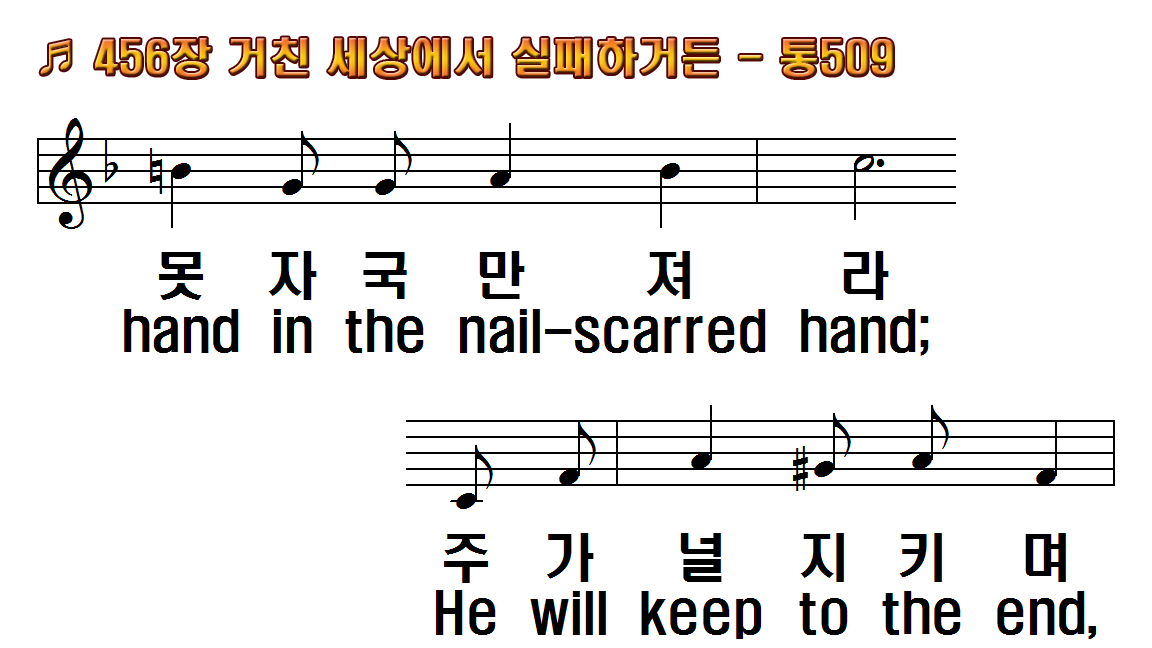 ♬ 456장 거친 세상에서 실패하거든 - 통509
못 자 국 만 져 라
hand in the nail-scarred hand;
주 가 널 지 키 며
He will keep to the end,